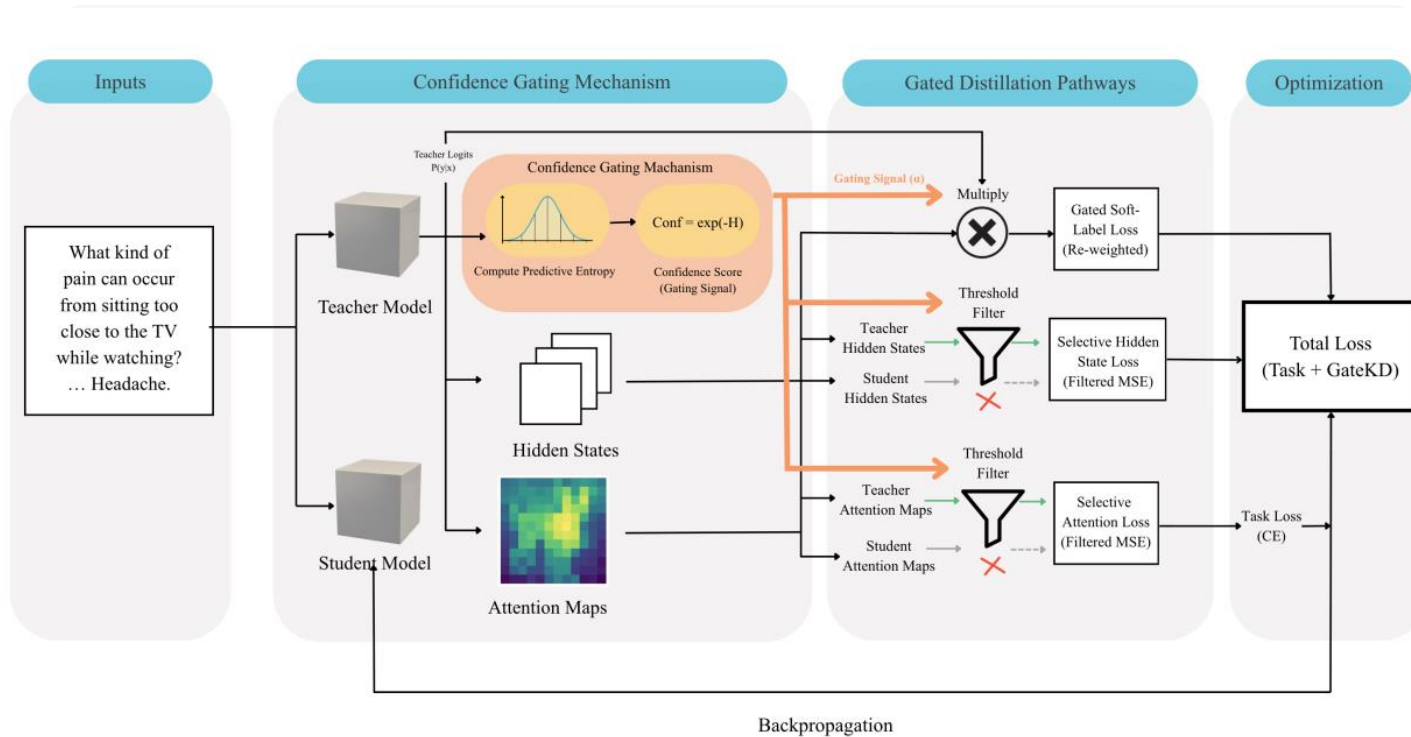 Inputs
Confidence Gating Mechanism
Gated Distillation Pathways
Optimization
What kind of
pain can occur
from sitting too
close to the TV
while watching?
… Headache.
Teacher Model
Student Model
Teacher Logits
P(y|x)
Confidence Gating Machanism
Compute Predictive Entropy
Conf = exp(-H)
Confidence Score
(Gating Signal)
Hidden States
Attention Maps
Gating Signal (α)
Multiply
Gated Soft-
Label Loss
(Re-weighted)
Threshold
Filter
Teacher
Hidden States
Student
Hidden States
Selective Hidden
State Loss
(Filtered MSE)
Threshold
Filter
Teacher
Attention Maps
Student
Attention Maps
Selective
Attention Loss
(Filtered MSE)
Total Loss
(Task + GateKD)
Task Loss
(CE)
Backpropagation